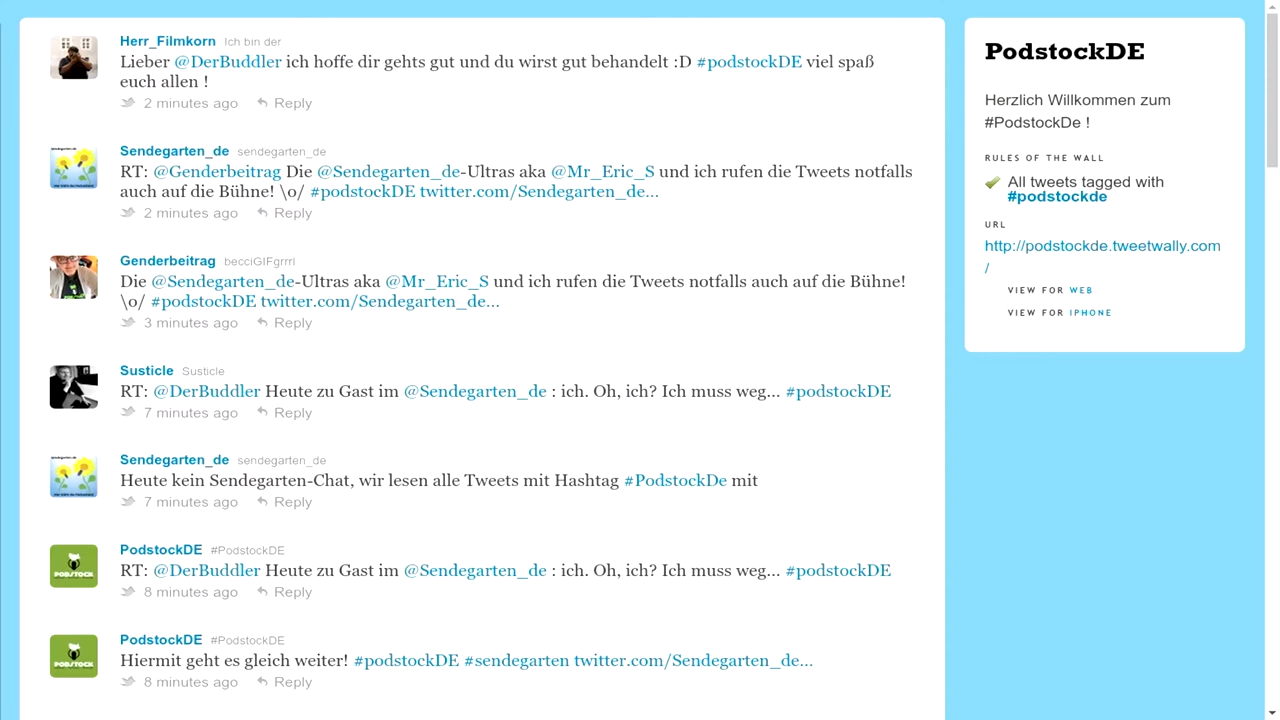 Herr_Filmkorn Ich bin der
Lieber @DerBuddler ich hoffe dir gehts gut und du wirst gut behandelt :D #podstockDE viel spaß
euch allen !
2 minutes ago Reply
Sendegarten_de sendegarten_de
RT: @Genderbeitrag Die @Sendegarten_de-Ultras aka @Mr_Eric_S und ich rufen die Tweets notfalls
auch auf die Bühne! \o/ #podstockDE twitter.com/Sendegarten_de…
2 minutes ago Reply
Genderbeitrag becciGIFgrrrl
Die @Sendegarten_de-Ultras aka @Mr_Eric_S und ich rufen die Tweets notfalls auch auf die Bühne!
\o/ #podstockDE twitter.com/Sendegarten_de…
3 minutes ago Reply
Susticle Susticle
RT: @DerBuddler Heute zu Gast im @Sendegarten_de : ich. Oh, ich? Ich muss weg… #podstockDE
7 minutes ago Reply
Sendegarten_de sendegarten_de
Heute kein Sendegarten-Chat, wir lesen alle Tweets mit Hashtag #PodstockDe mit
7 minutes ago Reply
PodstockDE #PodstockDE
RT: @DerBuddler Heute zu Gast im @Sendegarten_de : ich. Oh, ich? Ich muss weg… #podstockDE
8 minutes ago Reply
PODSTOCK
PodstockDE #PodstockDE
Hiermit geht es gleich weiter! #podstockDE #sendegarten twitter.com/Sendegarten_de…
8 minutes ago Reply
PODSTOCK
PodstockDE
Herzlich Willkommen zum
#PodstockDe !
RULES OF THE WALL
All tweets tagged with
#podstockde
URL
http://podstockde.tweetwally.com
/
VIEW FOR WEB
VIEW FOR IPHONE